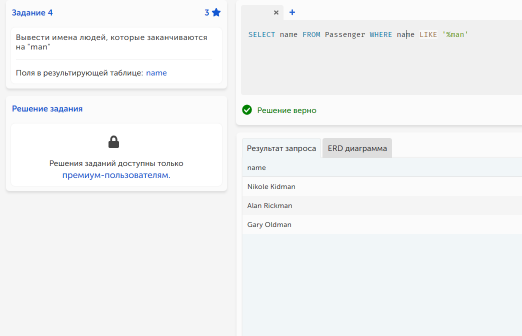 Задание 4
3
Вывести имена людей, которые заканчиваются
на "man"
Поля в результирующей таблице: name
Решение задания
Решения заданий доступны только
премиум-пользователям.
× +
SELECT name FROM Passenger WHERE name LIKE '%man'
Решение верно
Результат запроса ERD диаграмма
name
Nikole Kidman
Alan Rickman
Gary Oldman